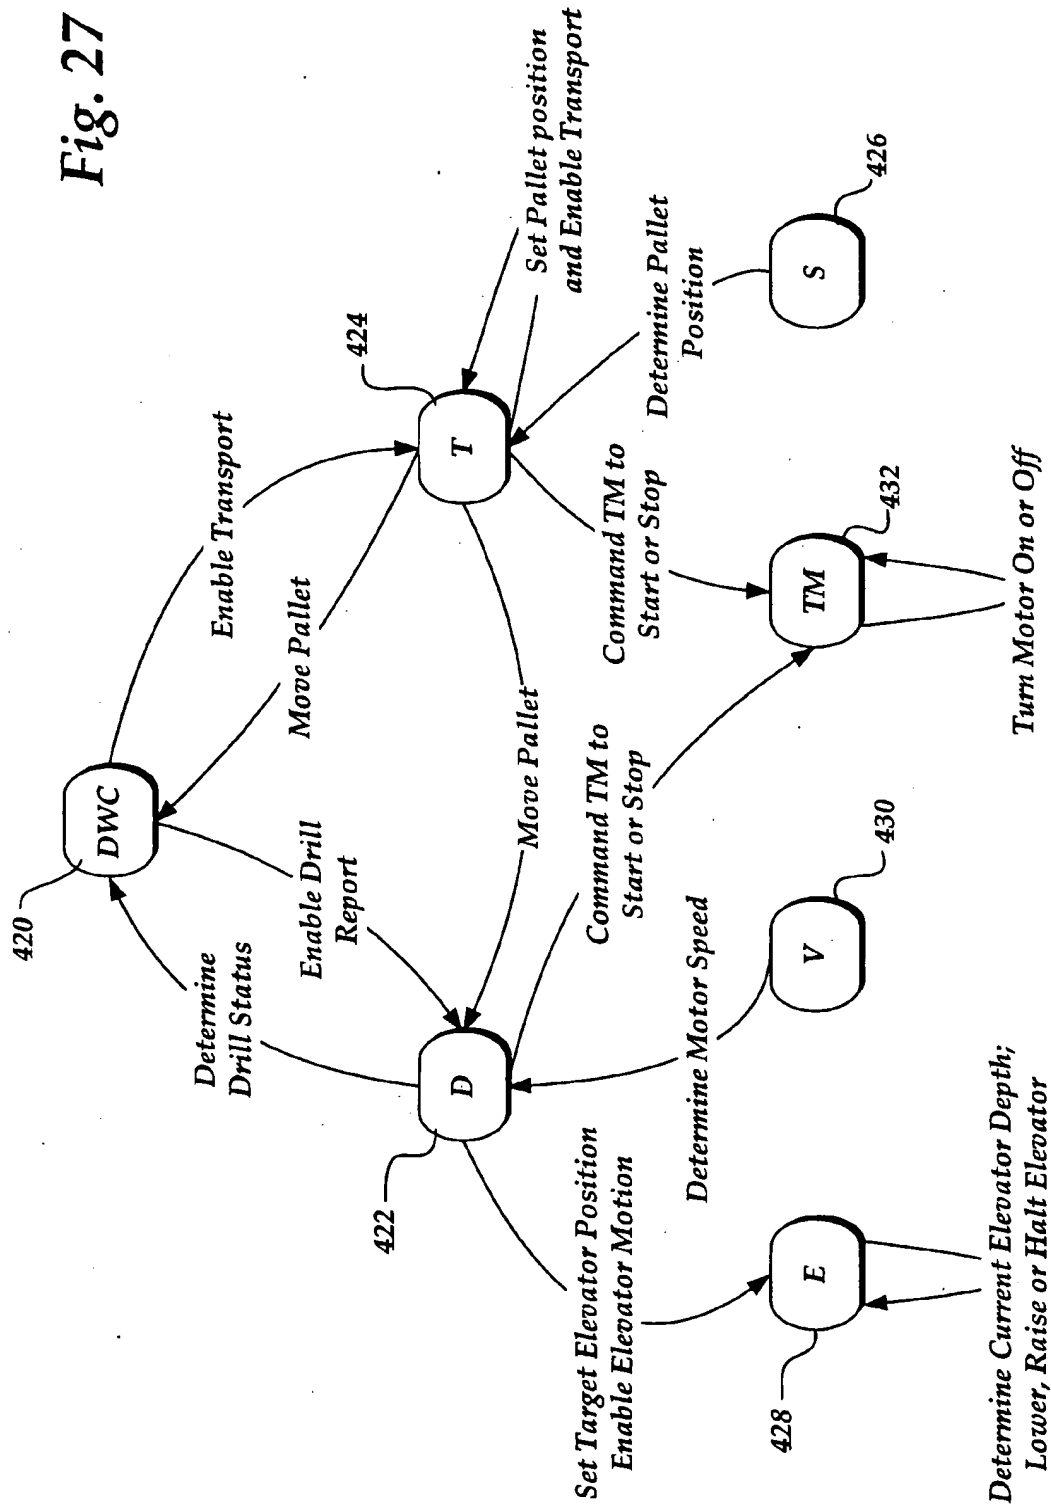 Fig. 27
420
DWC
Enable Transport
Move Pallet
Determine
Drill Status
Enable Drill
Report
424
T
422
D
Move Pallet
Set Pallet position
and Enable Transport
Set Target Elevator Position
Enable Elevator Motion
Determine Motor Speed
Command TM to
Start or Stop
Command TM to
Start or Stop
Determine Pallet
Position
428
E
V
430
TM
432
S
426
Determine Current Elevator Depth;
Lower, Raise or Halt Elevator
Turn Motor On or Off